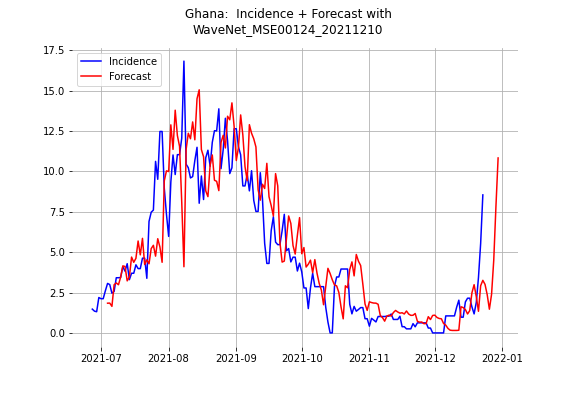 Ghana:  Incidence + Forecast with
WaveNet_MSE00124_20211210
17.5
15.0
12.5
10.0
7.5
5.0
2.5
0.0
Incidence
Forecast
2021-07 2021-08 2021-09 2021-10 2021-11 2021-12 2022-01